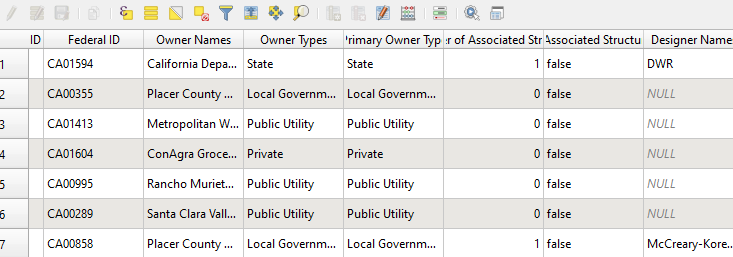 ID Federal ID Owner Names Owner Types Primary Owner Typ er of Associated Str Associated Structu Designer Names
1 CA01594 California Depa... State State 1 false DWR
2 CA00355 Placer County ... Local Governm... Local Governm... 0 false NULL
3 CA01413 Metropolitan W... Public Utility Public Utility 0 false NULL
4 CA01604 ConAgra Groce... Private Private 0 false NULL
5 CA00995 Rancho Muriet... Public Utility Public Utility 0 false NULL
6 CA00289 Santa Clara Vall... Public Utility Public Utility 0 false NULL
7 CA00858 Placer County ... Local Governm... Local Governm... 1 false McCreary-Kore...